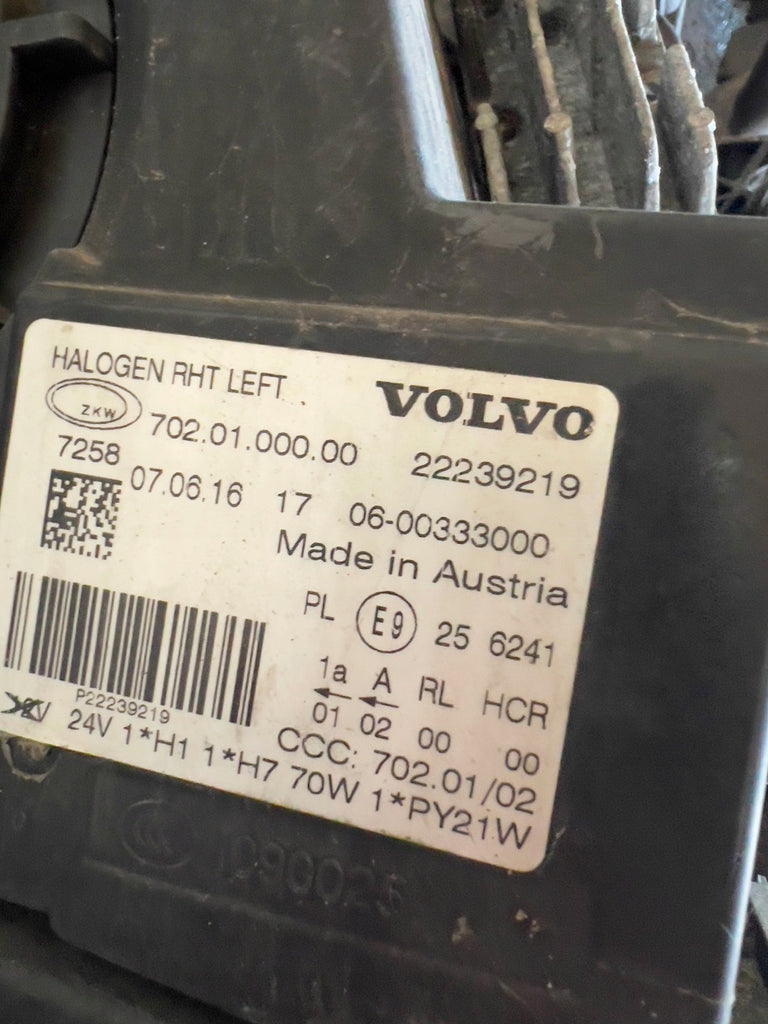 HALOGEN RHT LEFT
VOLVO
ZKW
702.01.000.00
22239219
7258
07.06.16 17 06-00333000
Made in Austria
PL E9 25 6241
1a A RL HCR
01 02 00 00
P22239219
CCC: 702.01/02
24V 1*H1 1*H7 70W 1*PY21W